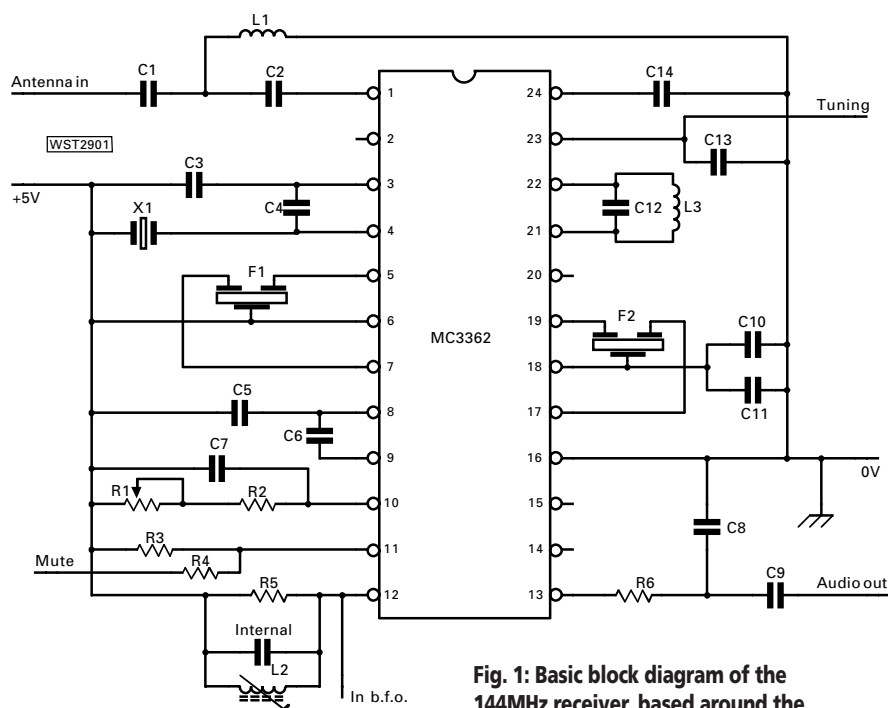 L1
Antenna in
C1
C2
1
24
C14
Tuning
WST2901
2
23
C13
+5V
C3
3
22
C12
L3
X1
C4
4
21
F1
5
20
6
MC3362
19
F2
C10
7
18
C5
8
17
C11
C6
9
16
0V
C7
R1
R2
10
15
C8
R3
11
14
Mute
R4
R5
12
13
R6
C9
Audio out
Internal
L2
In b.f.o.
Fig. 1: Basic block diagram of the
144MHz receiver, based around the